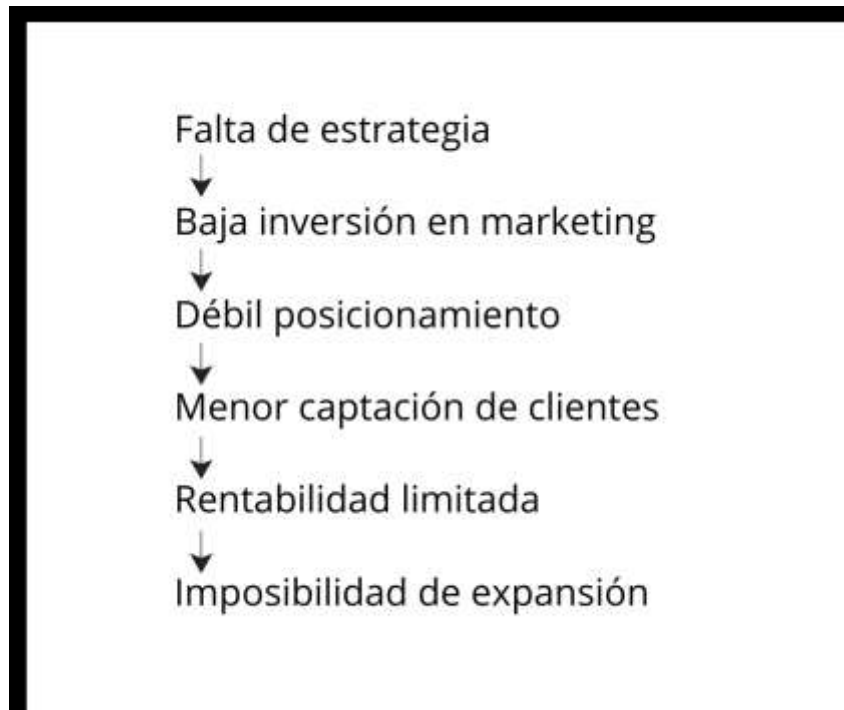 Falta de estrategia
Baja inversión en marketing
Débil posicionamiento
Menor captación de clientes
Rentabilidad limitada
Imposibilidad de expansión